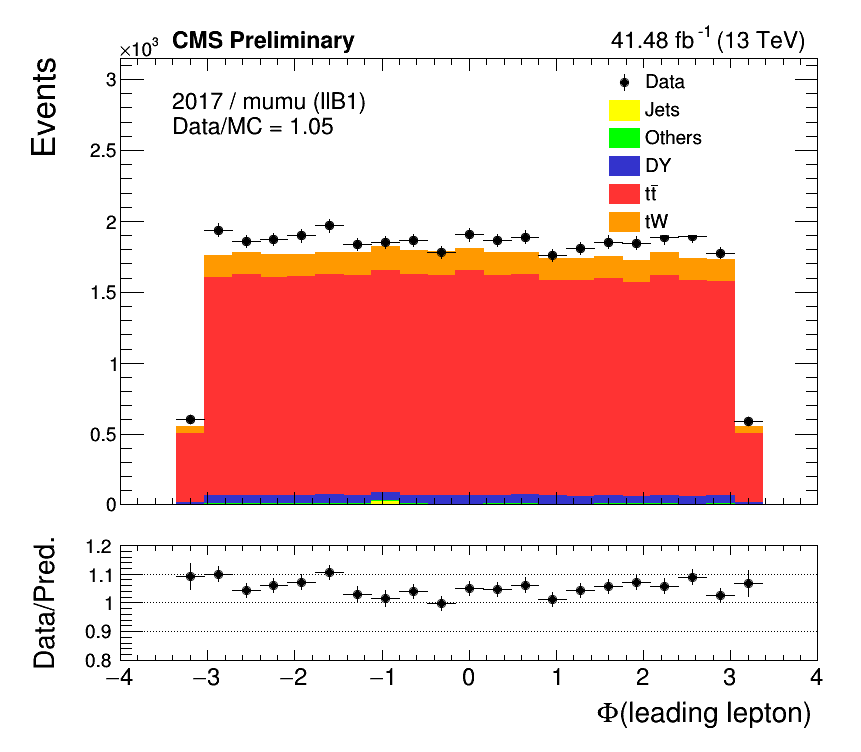 ×10³ CMS Preliminary 41.48 fb⁻¹ (13 TeV)
Events
2017 / mumu (llB1)
Data/MC = 1.05
Data
Jets
Others
DY
tt̄
tW
3
2.5
2
1.5
1
0.5
0
Data/Pred.
1.2
1.1
1
0.9
0.8
−4 −3 −2 −1 0 1 2 3 4
Φ(leading lepton)